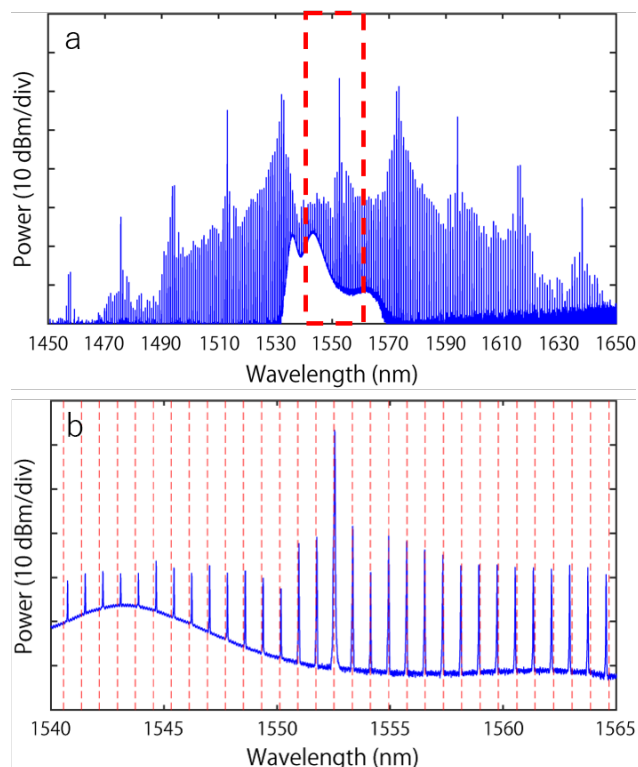 a
Power (10 dBm/div)
1450 1470 1490 1510 1530 1550 1570 1590 1610 1630 1650
Wavelength (nm)
b
Power (10 dBm/div)
1540 1545 1550 1555 1560 1565
Wavelength (nm)